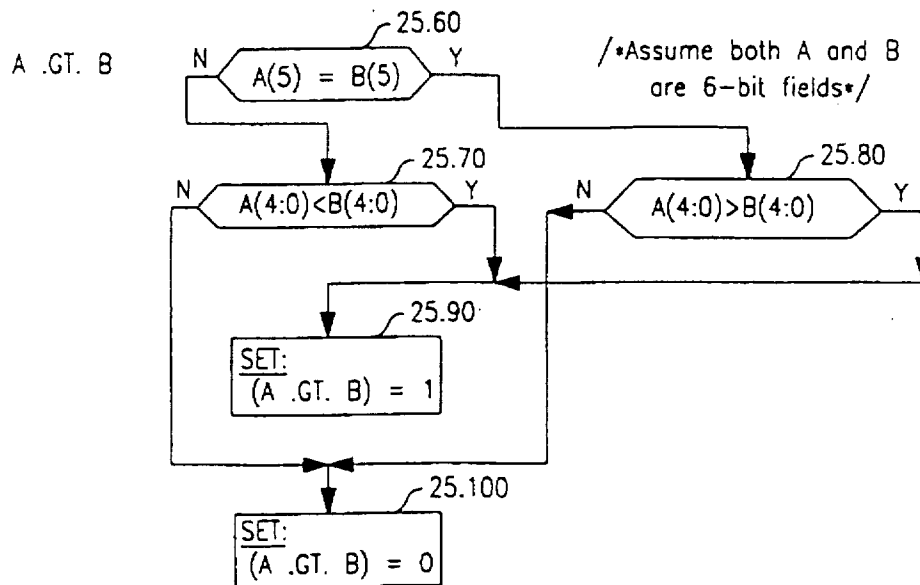 25.60
A .GT. B
N
A(5) = B(5)
Y
/*Assume both A and B
are 6-bit fields*/
25.70
N
A(4:0)<B(4:0)
Y
25.80
N
A(4:0)>B(4:0)
Y
25.90
SET:
(A .GT. B) = 1
25.100
SET:
(A .GT. B) = 0